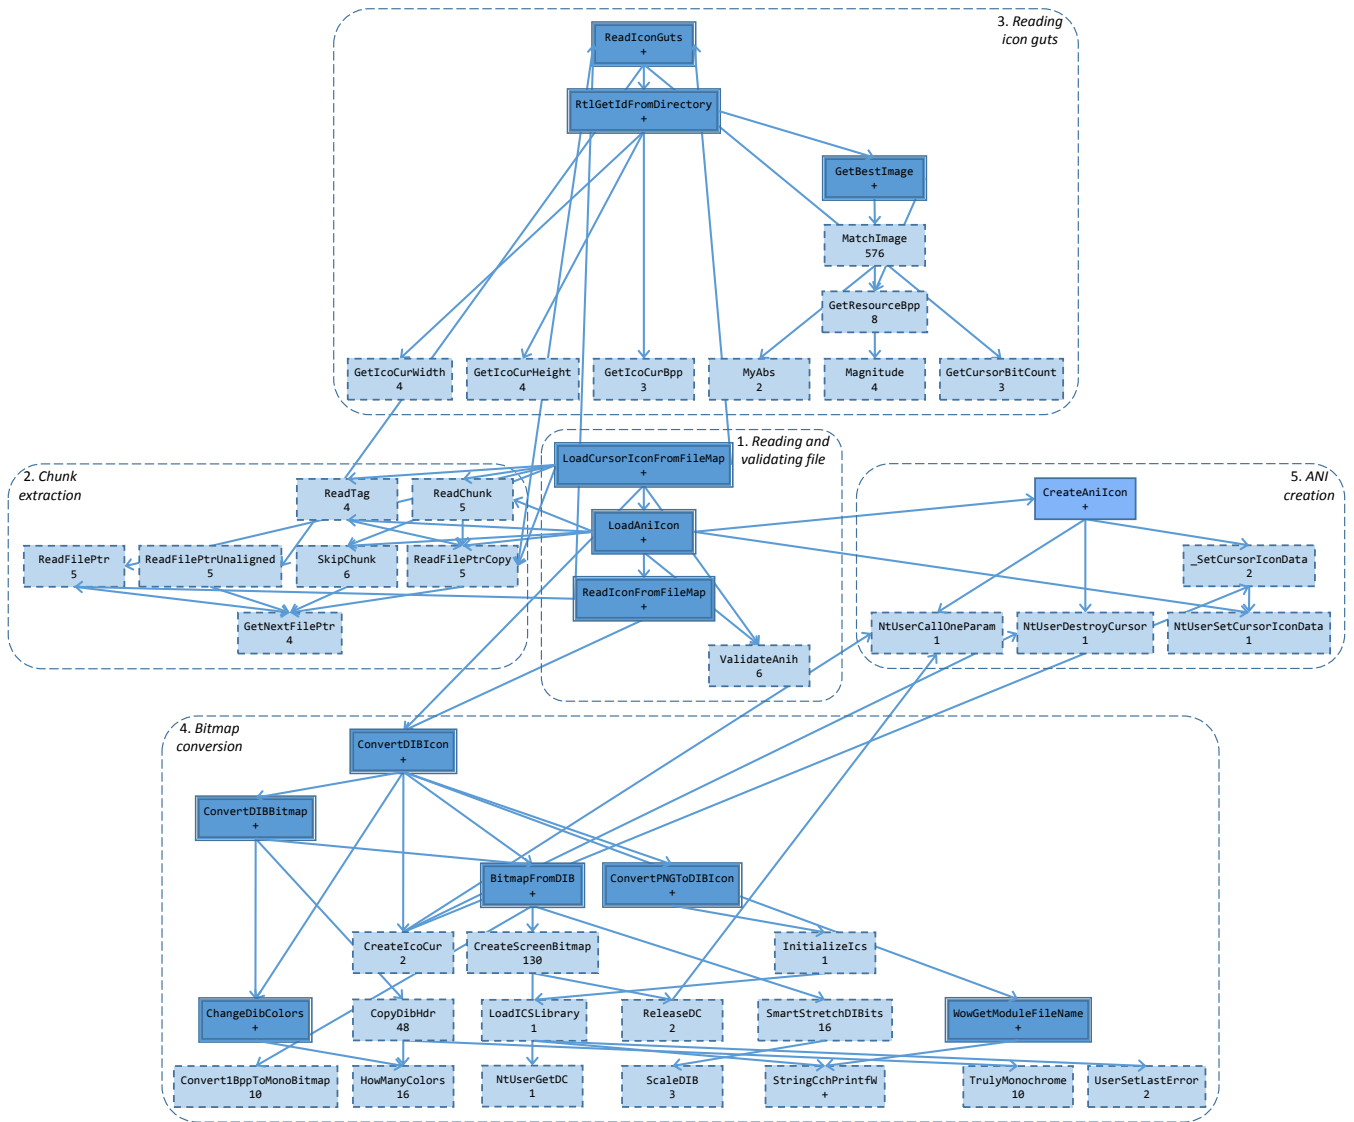 3. Reading
icon guts
ReadIconGuts
+
RtlGetIdFromDirectory
+
GetBestImage
+
MatchImage
576
GetResourceBpp
8
GetIcoCurWidth
4
GetIcoCurHeight
4
GetIcoCurBpp
3
MyAbs
2
Magnitude
4
GetCursorBitCount
3
1. Reading and
validating file
LoadCursorIconFromFileMap
+
LoadAniIcon
+
ReadIconFromFileMap
+
ValidateAnih
6
2. Chunk
extraction
ReadTag
4
ReadChunk
5
ReadFilePtr
5
ReadFilePtrUnaligned
5
SkipChunk
6
ReadFilePtrCopy
5
GetNextFilePtr
4
5. ANI
creation
CreateAniIcon
+
_SetCursorIconData
2
NtUserCallOneParam
1
NtUserDestroyCursor
1
NtUserSetCursorIconData
1
4. Bitmap
conversion
ConvertDIBIcon
+
ConvertDIBBitmap
+
BitmapFromDIB
+
ConvertPNGToDIBIcon
+
CreateIcoCur
2
CreateScreenBitmap
130
InitializeIcs
1
ChangeDibColors
+
CopyDibHdr
48
LoadICSLibrary
1
ReleaseDC
2
SmartStretchDIBits
16
WowGetModuleFileName
+
Convert1BppToMonoBitmap
10
HowManyColors
16
NtUserGetDC
1
ScaleDIB
3
StringCchPrintfW
+
TrulyMonochrome
10
UserSetLastError
2